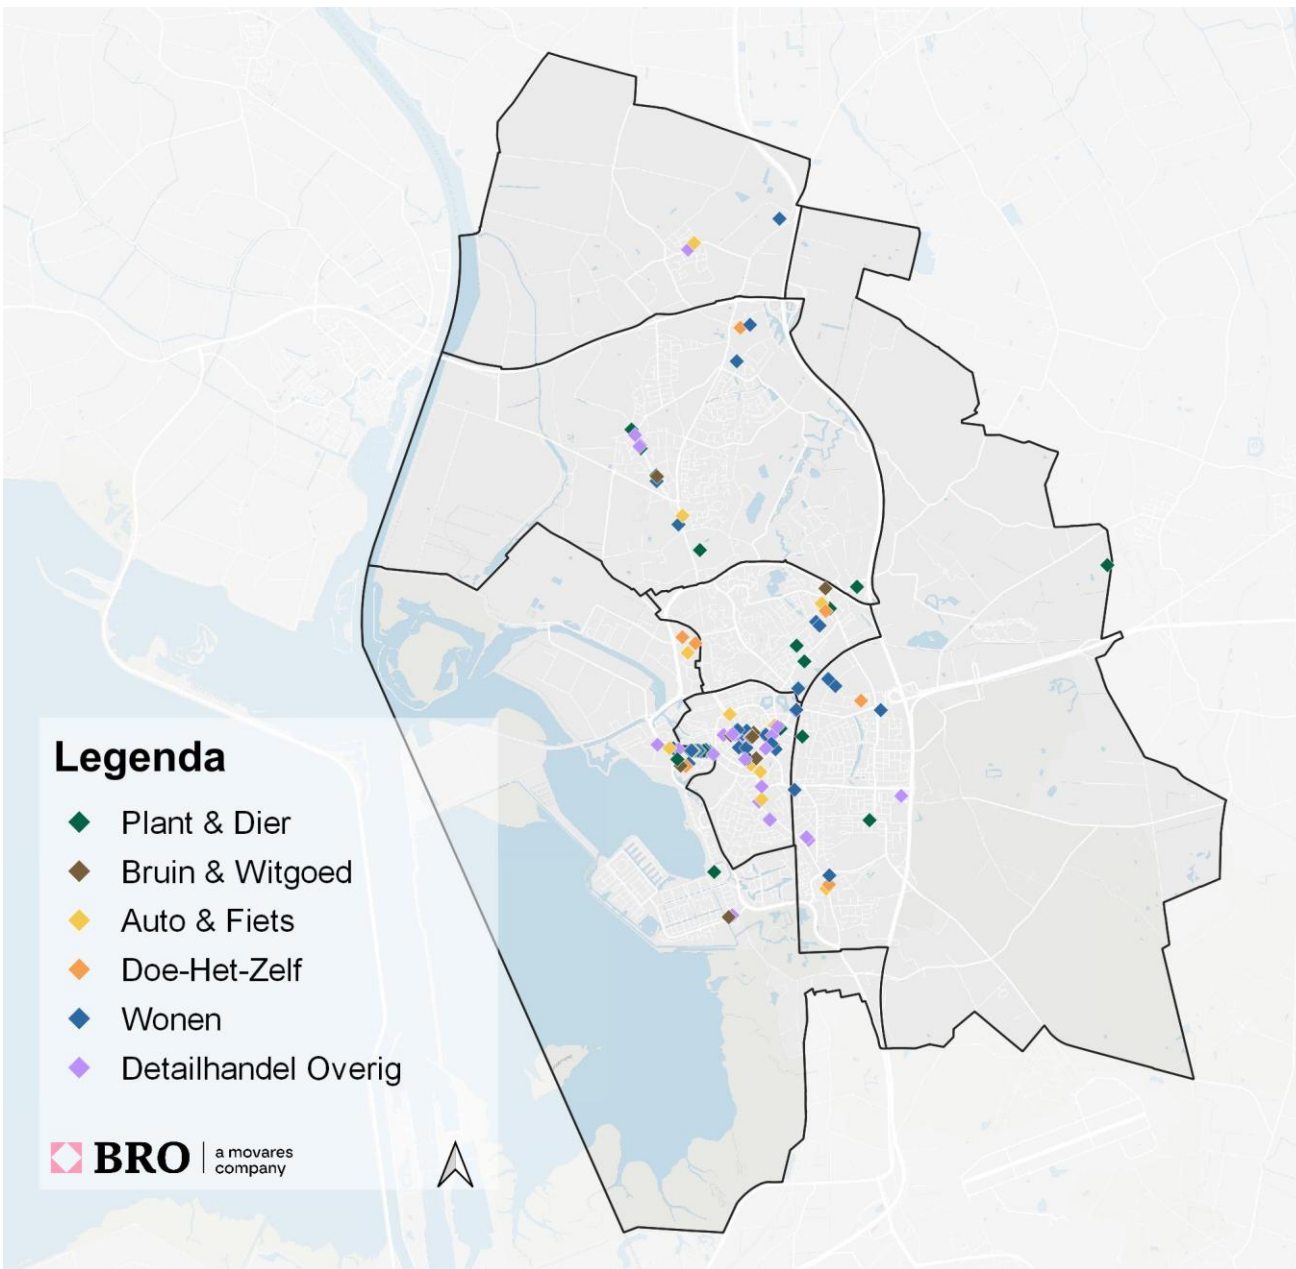 Legenda
Plant & Dier
Bruin & Witgoed
Auto & Fiets
Doe-Het-Zelf
Wonen
Detailhandel Overig
BRO
a movares
company